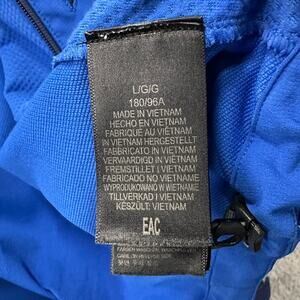 L/G/G
180/96A
MADE IN VIETNAM
HECHO EN VIETNAM
FABRIQUÉ AU VIETNAM
IN VIETNAM HERGESTELLT
FABBRICATO IN VIETNAM
VERVAARDIGD IN VIETNAM
FREMSTILLET I VIETNAM
FABRICADO NO VIETNAME
WYPRODUKOWANO W WIETNAMIE
TILLVERKAD I VIETNAM
KÉSZÜLT: VIETNAM
EAC